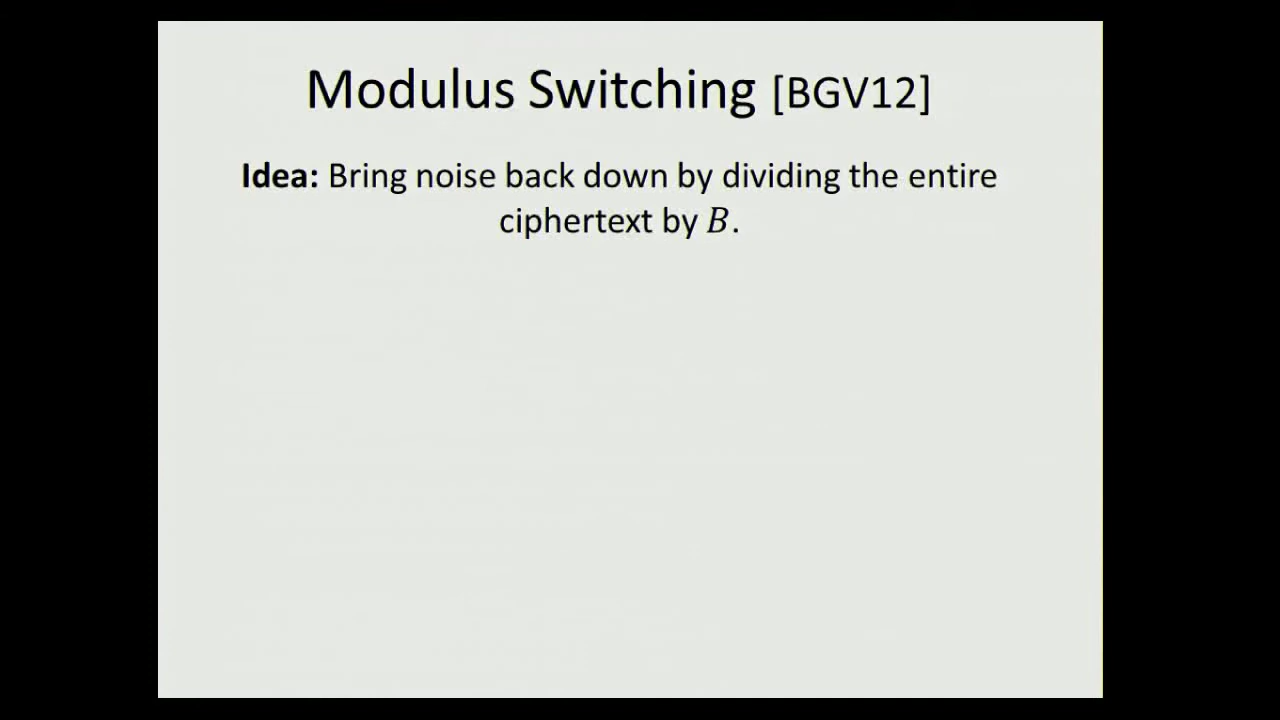 Modulus Switching [BGV12]
Idea: Bring noise back down by dividing the entire
ciphertext by B.